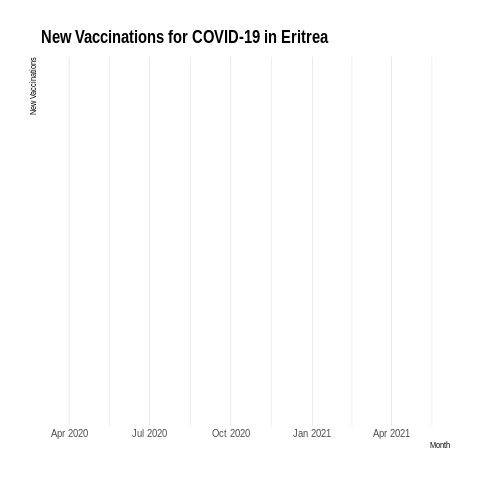 New Vaccinations for COVID-19 in Eritrea
New Vaccinations
Apr 2020 Jul 2020 Oct 2020 Jan 2021 Apr 2021
Month